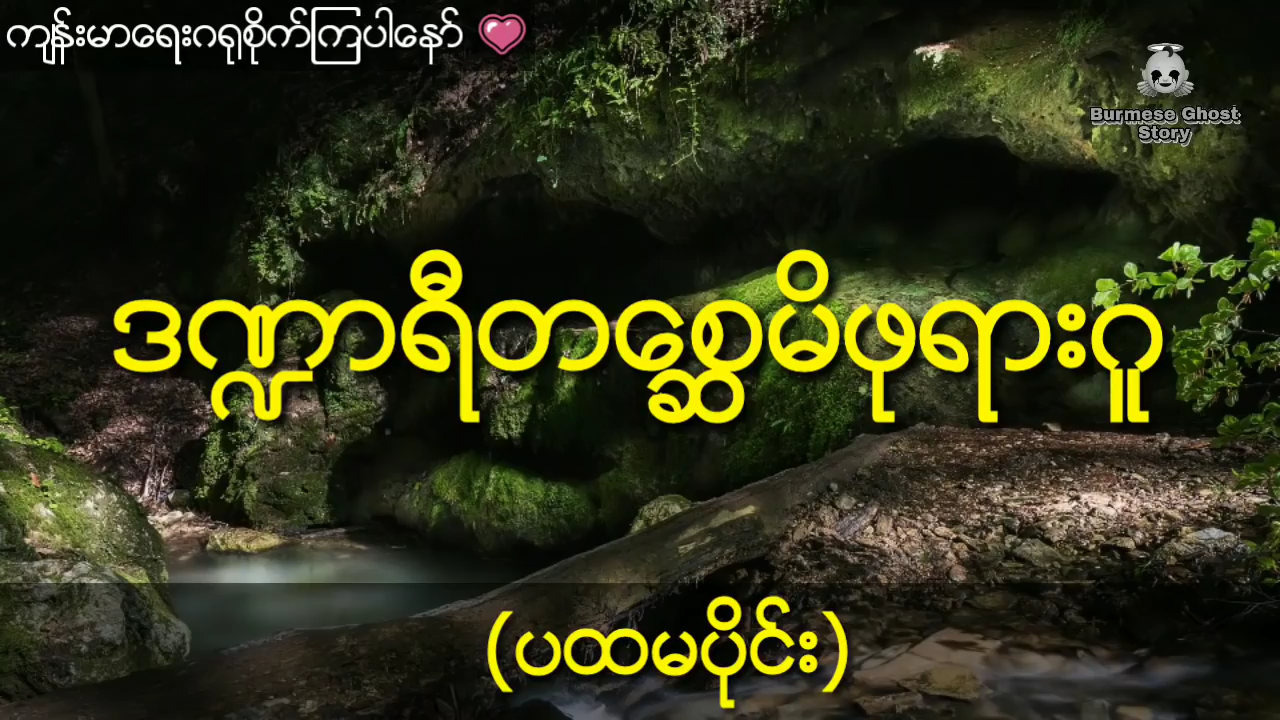 ကျန်းမာရေးဂရုစိုက်ကြပါနော် 💗
Burmese Ghost
Story
ဒဏ္ဍာရီတစ္ဆေမိဖုရားဂူ
(ပထမပိုင်း)